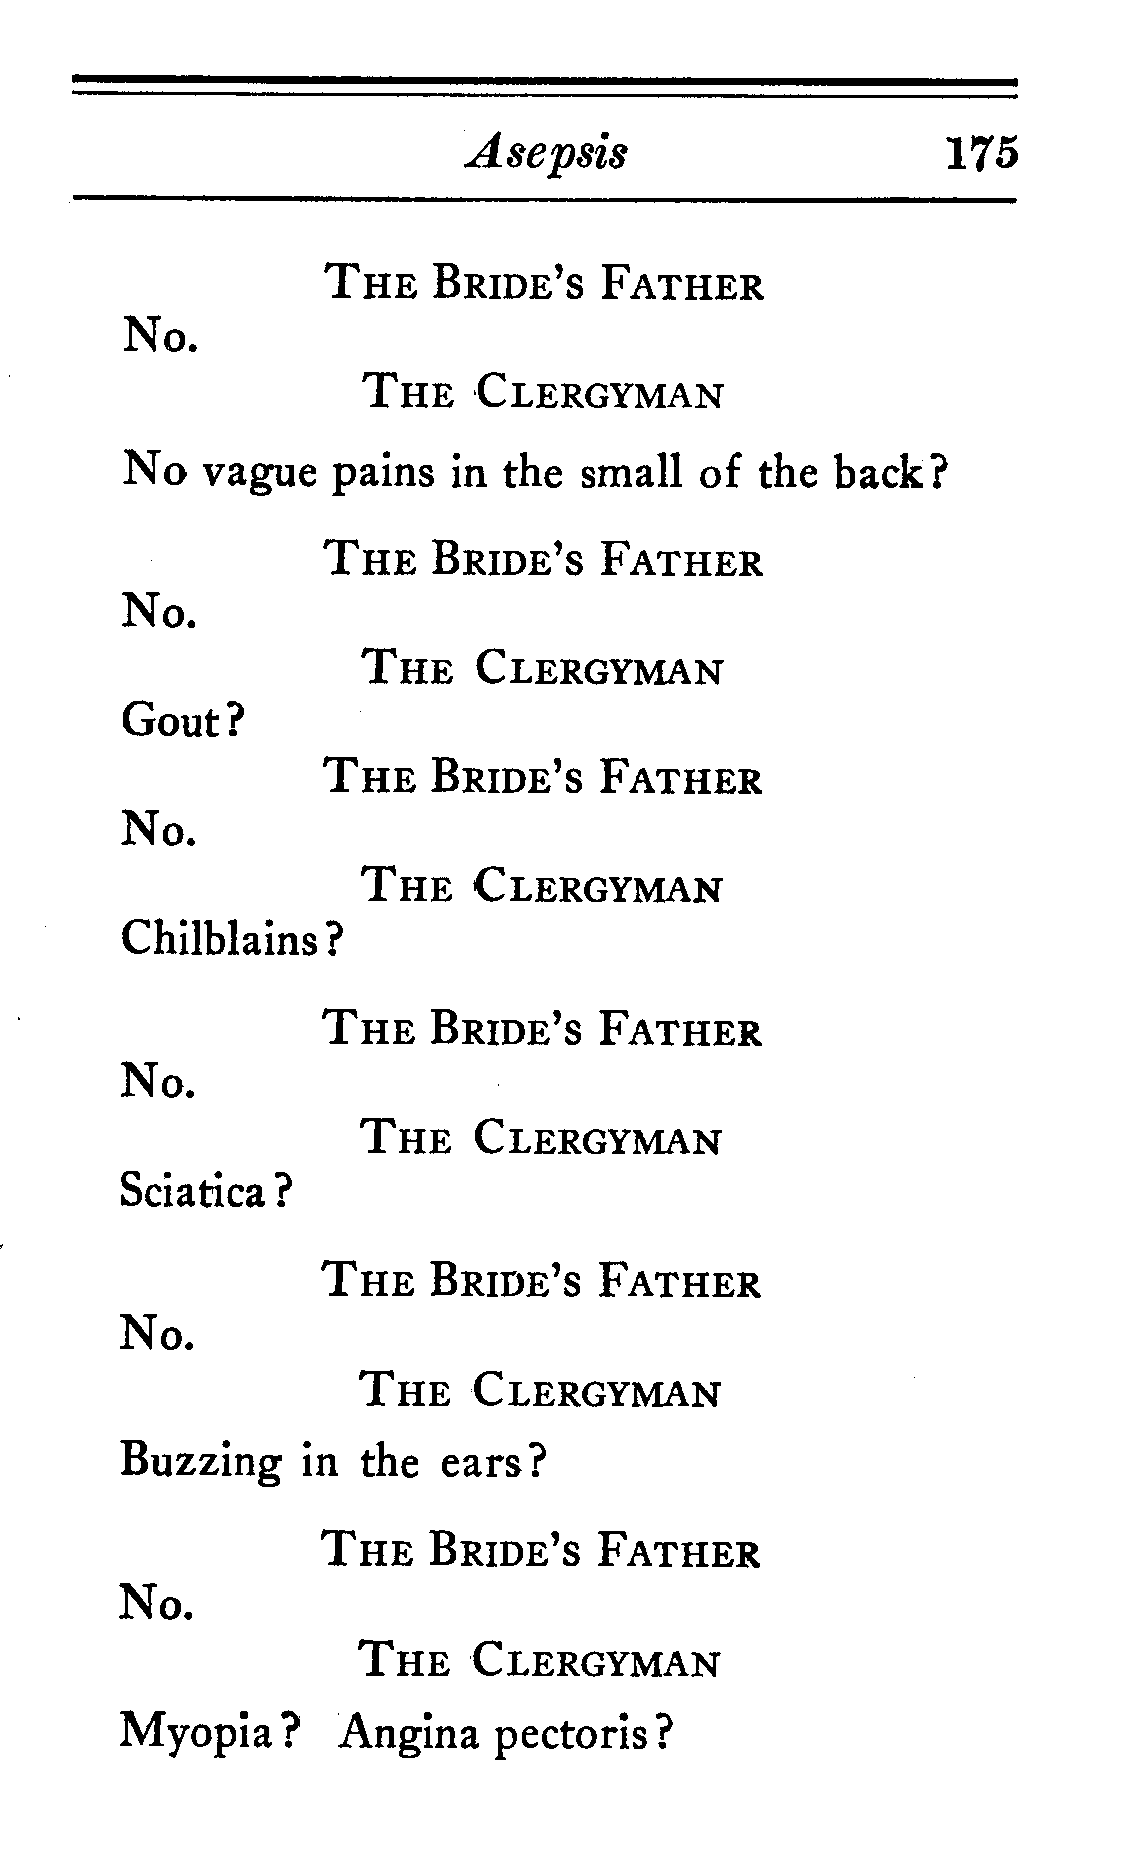 Asepsis 175
The Bride's Father
No.
The Clergyman
No vague pains in the small of the back?
The Bride's Father
No.
The Clergyman
Gout?
The Bride's Father
No.
The Clergyman
Chilblains?
The Bride's Father
No.
The Clergyman
Sciatica?
The Bride's Father
No.
The Clergyman
Buzzing in the ears?
The Bride's Father
No.
The Clergyman
Myopia? Angina pectoris?